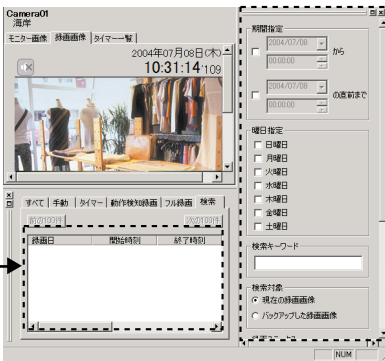 Camera01
海岸
モニター画像 録画画像 タイマー一覧
2004年07月08日(木)
10:31:14'109
すべて 手動 タイマー 動作検知録画 フル録画 検索
前の100件 次の100件
録画日 開始時刻 終了時刻
期間指定
2004/07/08
00:00:00
から
2004/07/08
00:00:00
の直前まで
曜日指定
日曜日
月曜日
火曜日
水曜日
木曜日
金曜日
土曜日
検索キーワード
検索対象
現在の録画画像
バックアップした録画画像
NUM